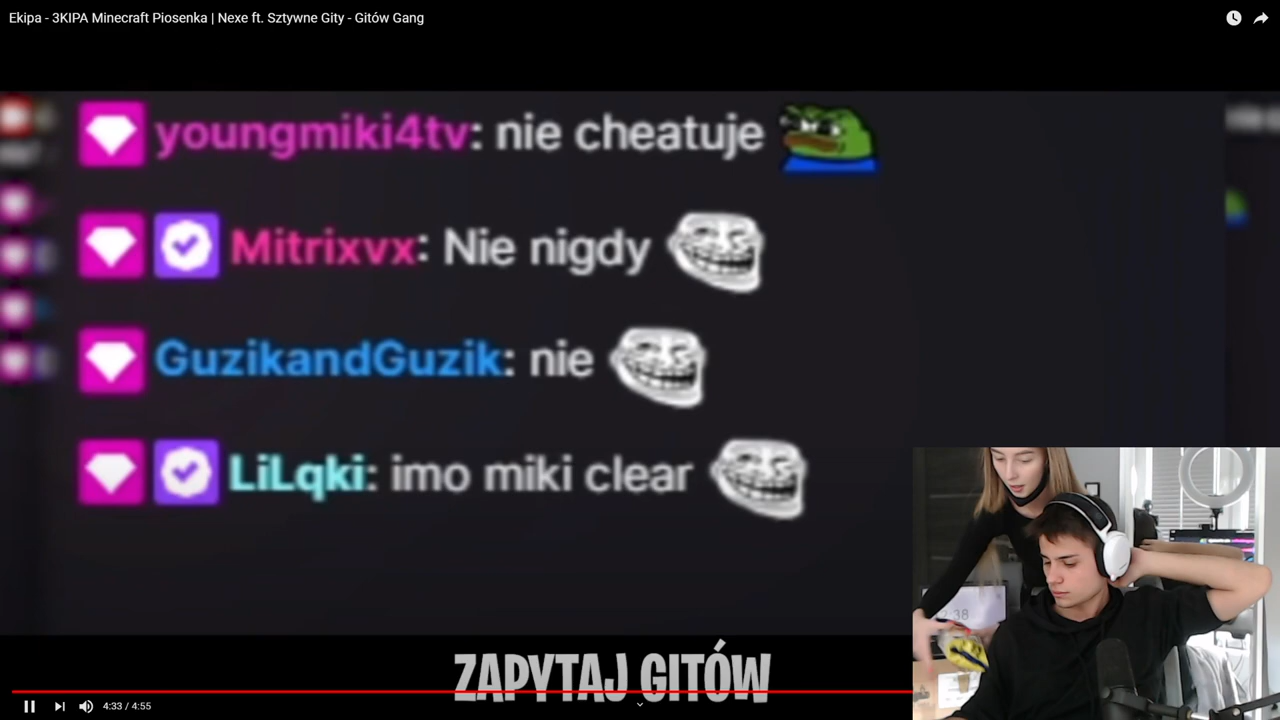 Ekipa - 3KIPA Minecraft Piosenka | Nexe ft. Sztywne Gity - Gitów Gang
youngmiki4tv: nie cheatuje
Mitrixvx: Nie nigdy
GuzikandGuzik: nie
LiLqki: imo miki clear
ZAPYTAJ GITÓW
4:33 / 4:55